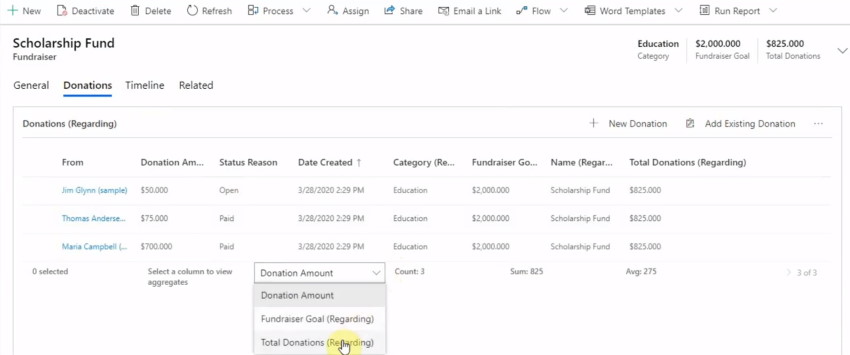 New Deactivate Delete Refresh Process Assign Share Email a Link Flow Word Templates Run Report
Scholarship Fund
Fundraiser
Education $2,000.000 $825.000
Category Fundraiser Goal Total Donations
General Donations Timeline Related
Donations (Regarding) New Donation Add Existing Donation ...
From Donation Am... Status Reason Date Created ↑ Category (Re... Fundraiser Go... Name (Regar... Total Donations (Regarding)
Jim Glynn (sample) $50.000 Open 3/28/2020 2:29 PM Education $2,000.000 Scholarship Fund $825.000
Thomas Anderse... $75.000 Paid 3/28/2020 2:29 PM Education $2,000.000 Scholarship Fund $825.000
Maria Campbell (... $700.000 Paid 3/28/2020 2:29 PM Education $2,000.000 Scholarship Fund $825.000
0 selected Select a column to view aggregates Donation Amount Count: 3 Sum: 825 Avg: 275 3 of 3
Donation Amount
Fundraiser Goal (Regarding)
Total Donations (Regarding)